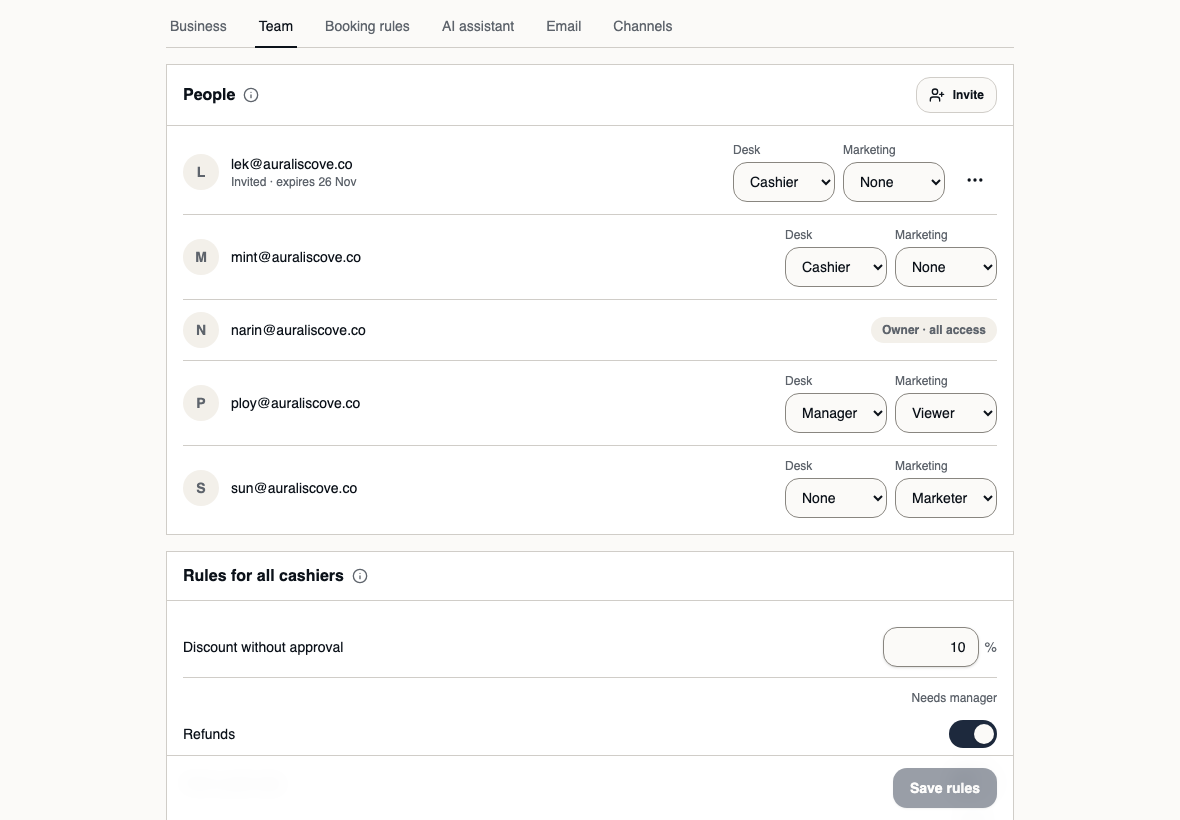 Business Team Booking rules AI assistant Email Channels
People
Invite
L
lek@auraliscove.co
Invited · expires 26 Nov
Desk
Cashier
Marketing
None
M
mint@auraliscove.co
Desk
Cashier
Marketing
None
N
narin@auraliscove.co
Owner · all access
P
ploy@auraliscove.co
Desk
Manager
Marketing
Viewer
S
sun@auraliscove.co
Desk
None
Marketing
Marketer
Rules for all cashiers
Discount without approval
10 %
Needs manager
Refunds
Save rules